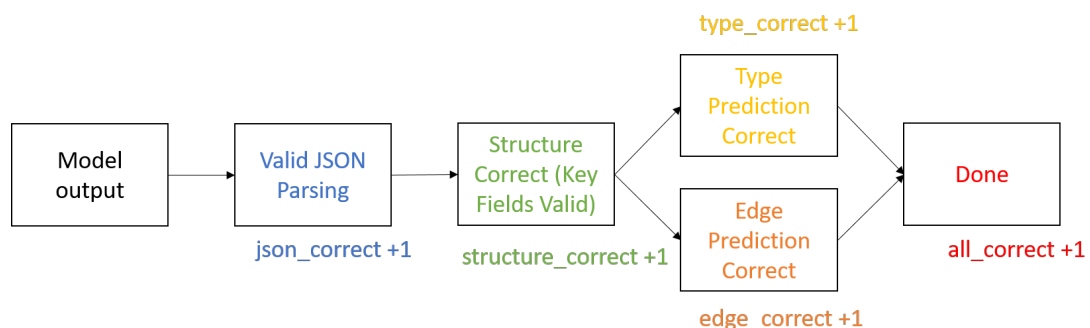 type_correct +1
Type
Prediction
Correct
Model
output
Valid JSON
Parsing
json_correct +1
Structure
Correct (Key
Fields Valid)
structure_correct +1
Edge
Prediction
Correct
edge_correct +1
Done
all_correct +1